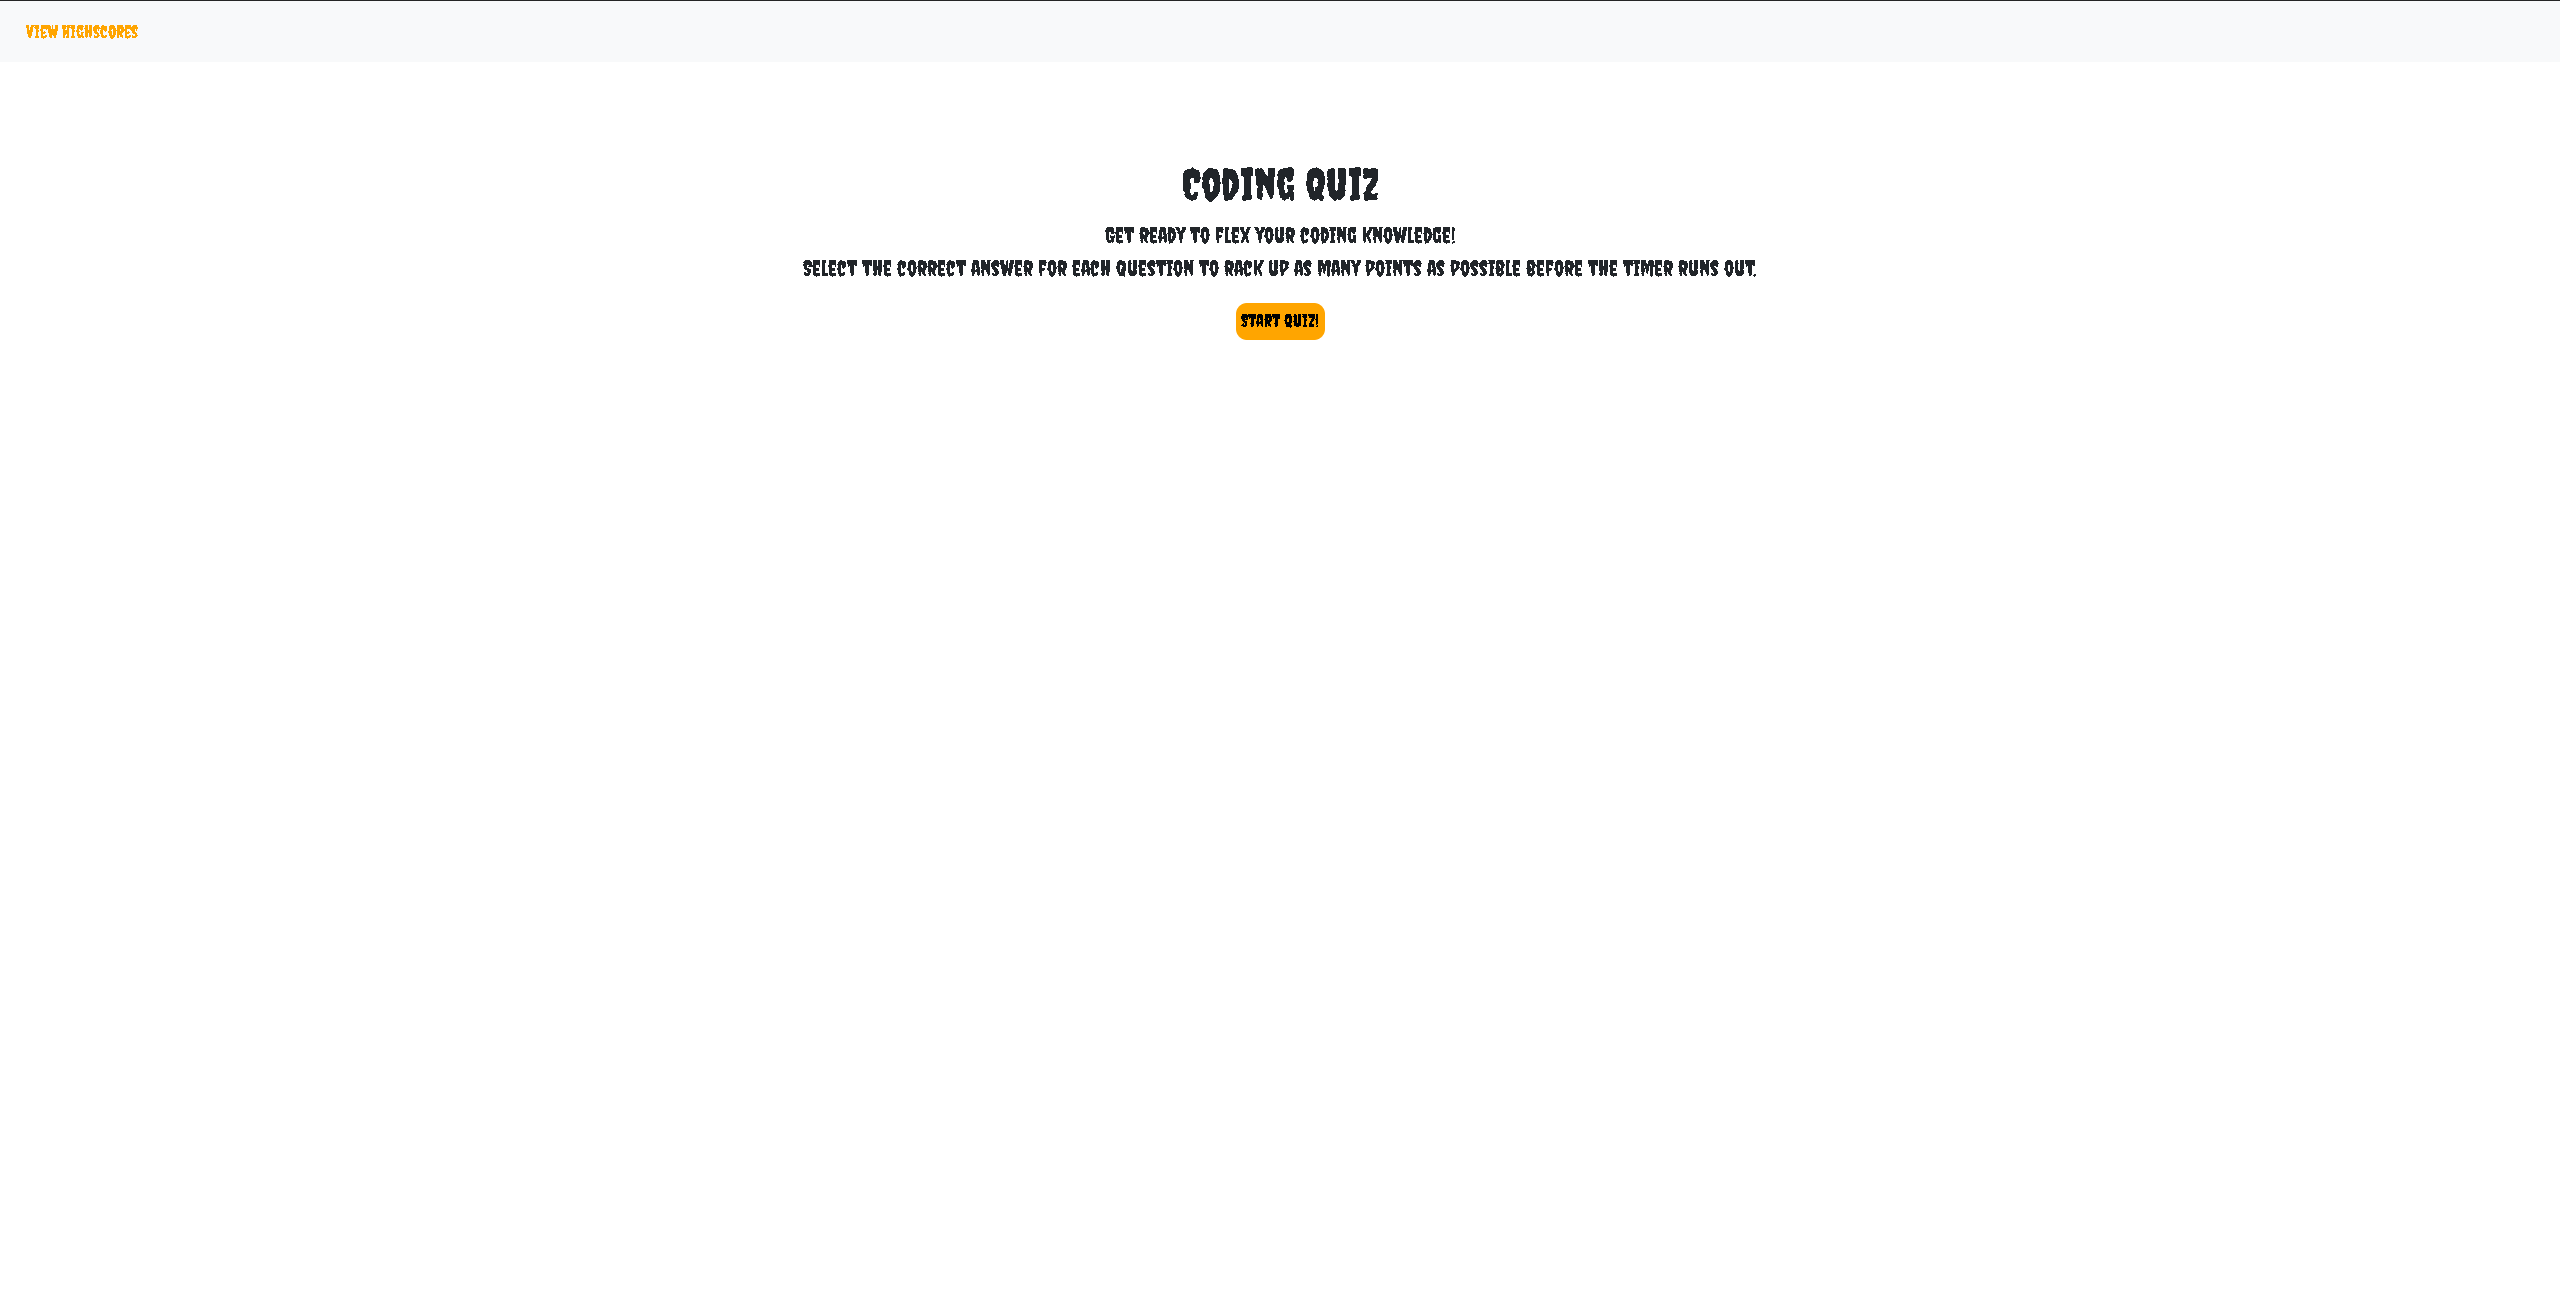 VIEW HIGHSCORES
CODING QUIZ
GET READY TO FLEX YOUR CODING KNOWLEDGE!
SELECT THE CORRECT ANSWER FOR EACH QUESTION TO RACK UP AS MANY POINTS AS POSSIBLE BEFORE THE TIMER RUNS OUT.
START QUIZ!